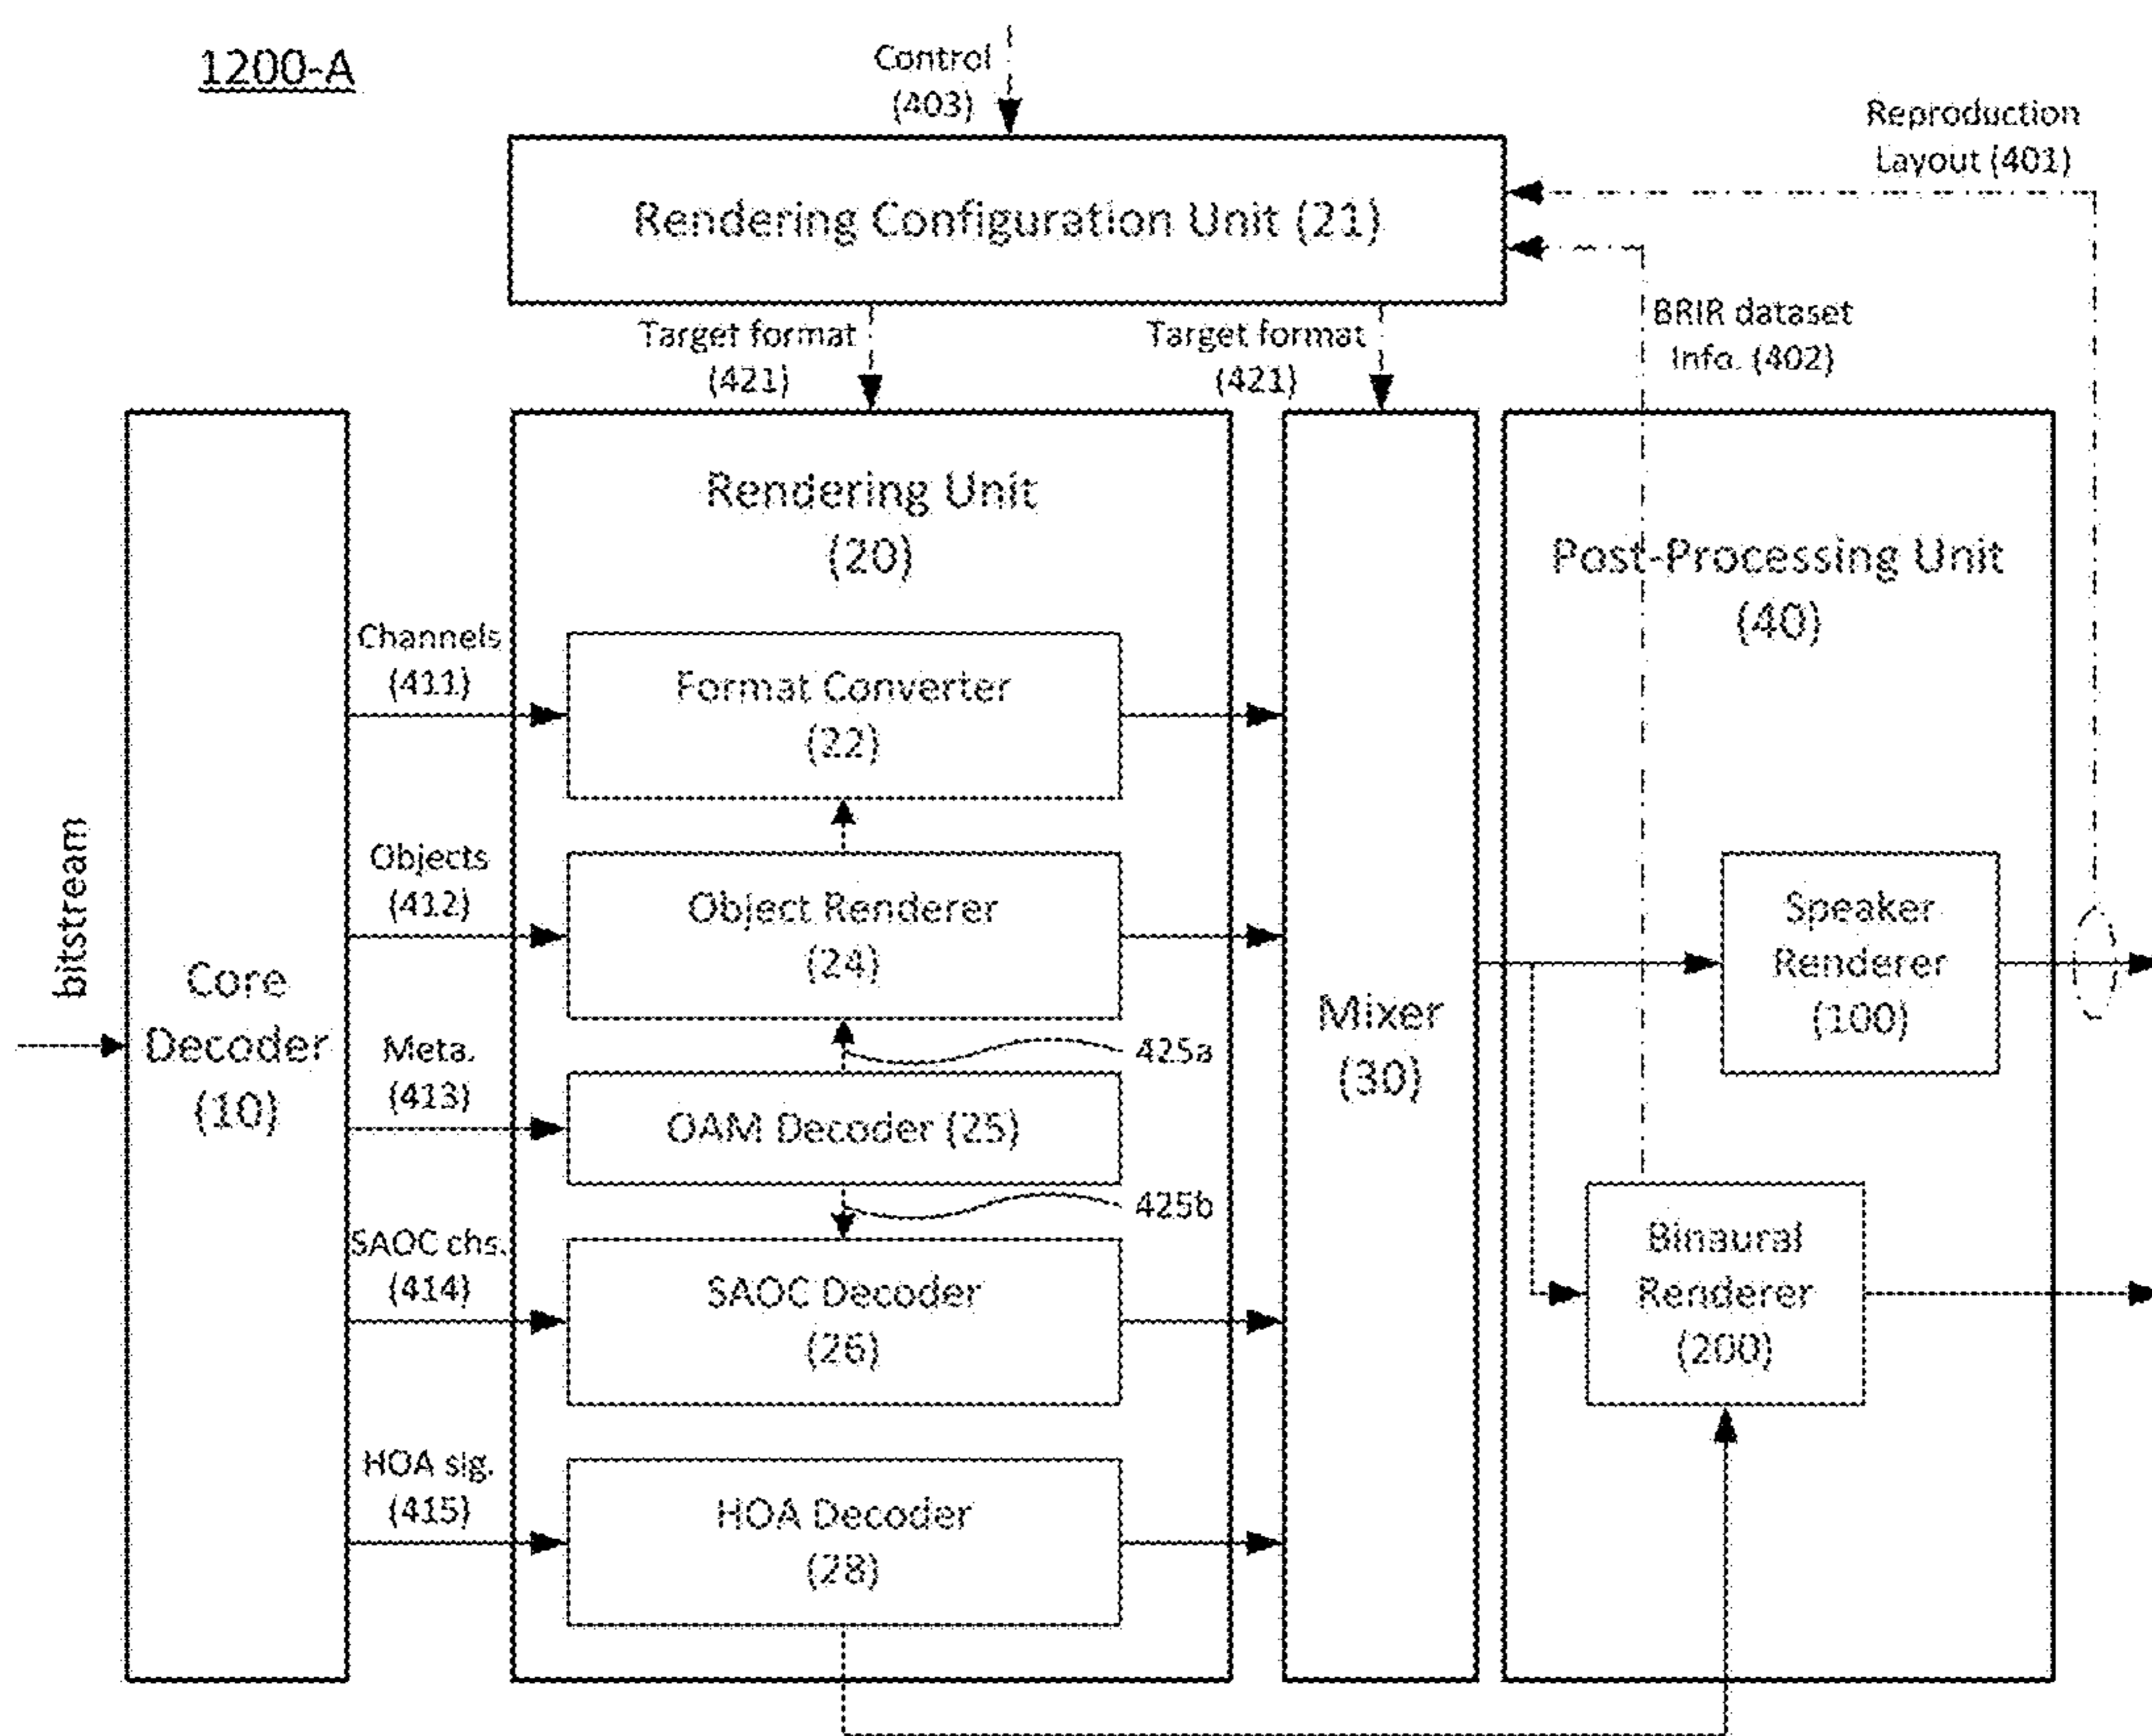 1200-A
Control
(403)
Reproduction
Layout (401)
Rendering Configuration Unit (21)
Target format
(421)
Target format
(421)
BRIR dataset
Info. (402)
Rendering Unit
(20)
Post-Processing Unit
(40)
Channels
(411)
Format Converter
(22)
bitstream
Objects
(412)
Object Renderer
(24)
Speaker
Renderer
(100)
Core
Decoder
(10)
Mixer
(30)
Meta.
(413)
425a
OAM Decoder (25)
425b
SAOC chs.
(414)
SAOC Decoder
(26)
Binaural
Renderer
(200)
HOA sig.
(415)
HOA Decoder
(28)